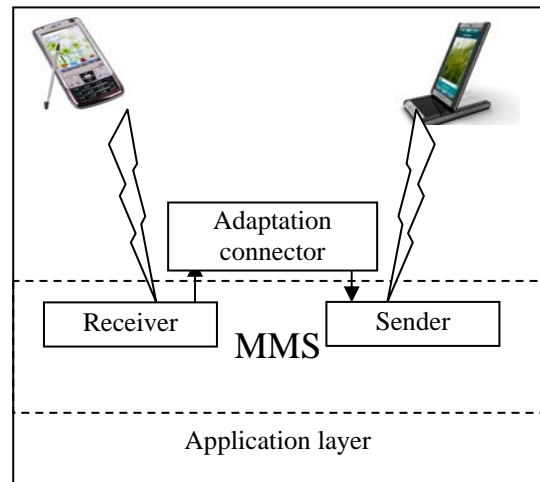 Adaptation
connector
Receiver
Sender
MMS
Application layer